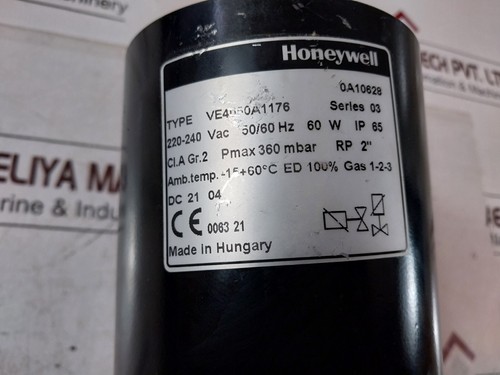 Honeywell
0A10628
TYPE VE4050A1176 Series 03
220-240 Vac 50/60 Hz 60 W IP 65
Cl.A Gr.2 Pmax 360 mbar RP 2"
Amb.temp. -15+60°C ED 100% Gas 1-2-3
DC 21 04
CE 0063 21
Made in Hungary
ELIYA MA
rine & Indu
ECH PVT. LT